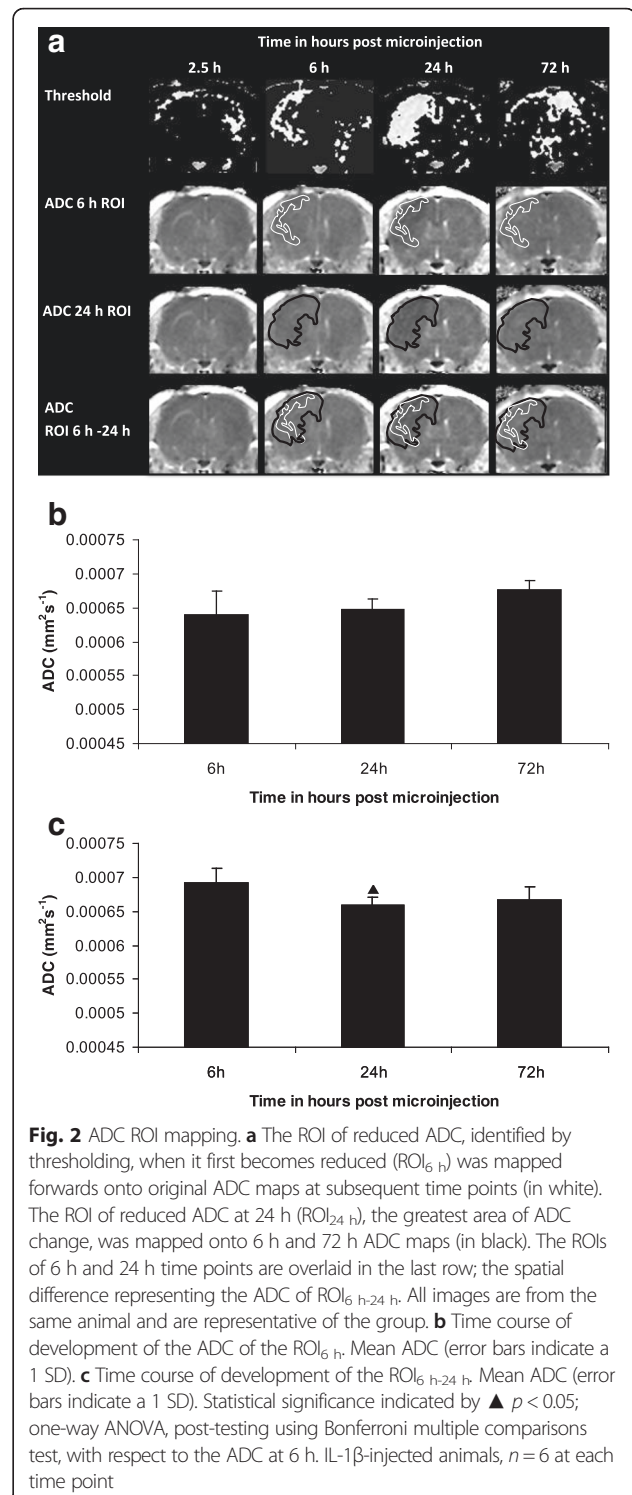 a
Time in hours post microinjection
2.5 h 6 h 24 h 72 h
Threshold
ADC 6 h ROI
ADC 24 h ROI
ADC
ROI 6 h -24 h
b
0.00075
0.0007
0.00065
0.0006
0.00055
0.0005
0.00045
ADC (mm²s⁻¹)
6h 24h 72h
Time in hours post microinjection
c
0.00075
0.0007
0.00065
0.0006
0.00055
0.0005
0.00045
ADC (mm²s⁻¹)
▲
6h 24h 72h
Time in hours post microinjection
Fig. 2 ADC ROI mapping. a The ROI of reduced ADC, identified by
thresholding, when it first becomes reduced (ROI6 h) was mapped
forwards onto original ADC maps at subsequent time points (in white).
The ROI of reduced ADC at 24 h (ROI24 h), the greatest area of ADC
change, was mapped onto 6 h and 72 h ADC maps (in black). The ROIs
of 6 h and 24 h time points are overlaid in the last row; the spatial
difference representing the ADC of ROI6 h-24 h. All images are from the
same animal and are representative of the group. b Time course of
development of the ADC of the ROI6 h. Mean ADC (error bars indicate a
1 SD). c Time course of development of the ROI6 h-24 h. Mean ADC (error
bars indicate a 1 SD). Statistical significance indicated by ▲ p < 0.05;
one-way ANOVA, post-testing using Bonferroni multiple comparisons
test, with respect to the ADC at 6 h. IL-1β-injected animals, n = 6 at each
time point